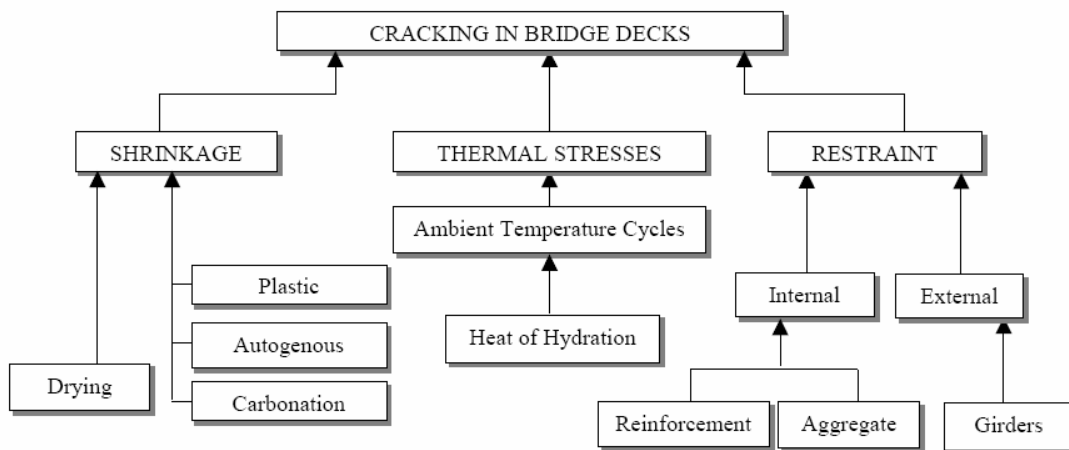 CRACKING IN BRIDGE DECKS
SHRINKAGE
THERMAL STRESSES
RESTRAINT
Ambient Temperature Cycles
Plastic
Internal
External
Autogenous
Heat of Hydration
Drying
Carbonation
Reinforcement
Aggregate
Girders